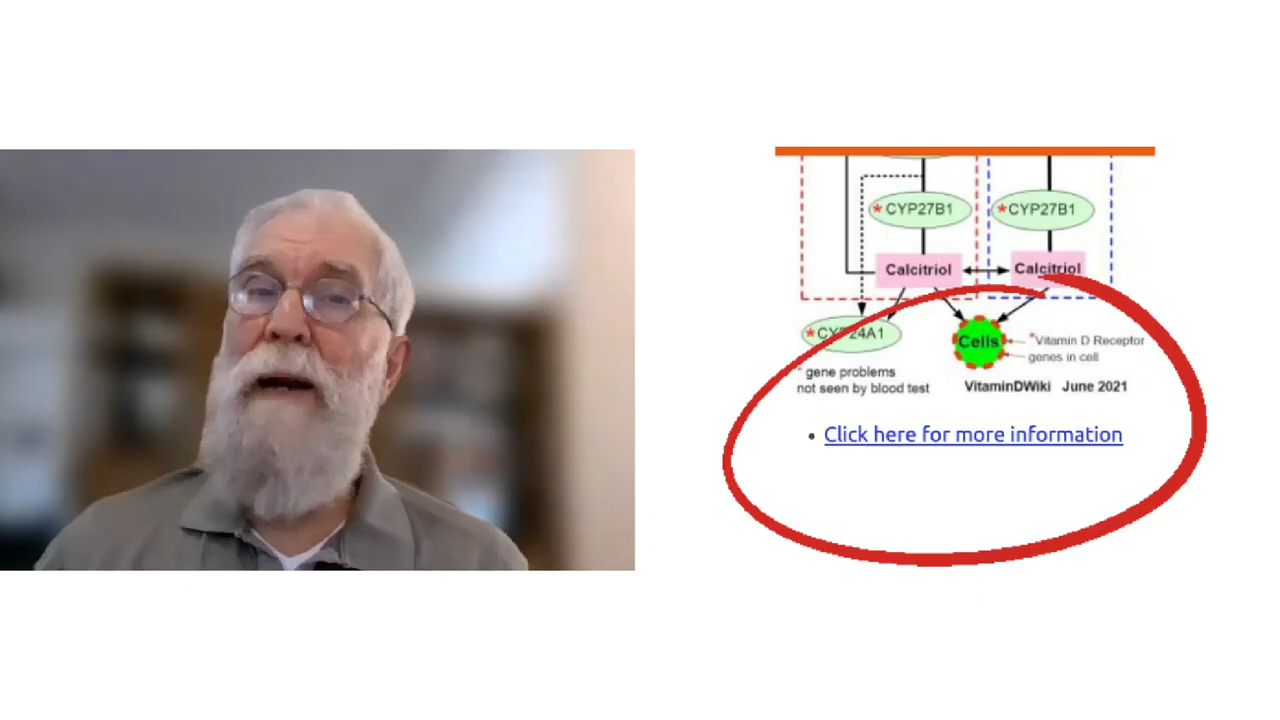 *CYP27B1 *CYP27B1
Calcitriol Calcitriol
*CYP24A1
Cells
*Vitamin D Receptor
genes in cell
* gene problems
not seen by blood test
VitaminDWiki June 2021
• Click here for more information